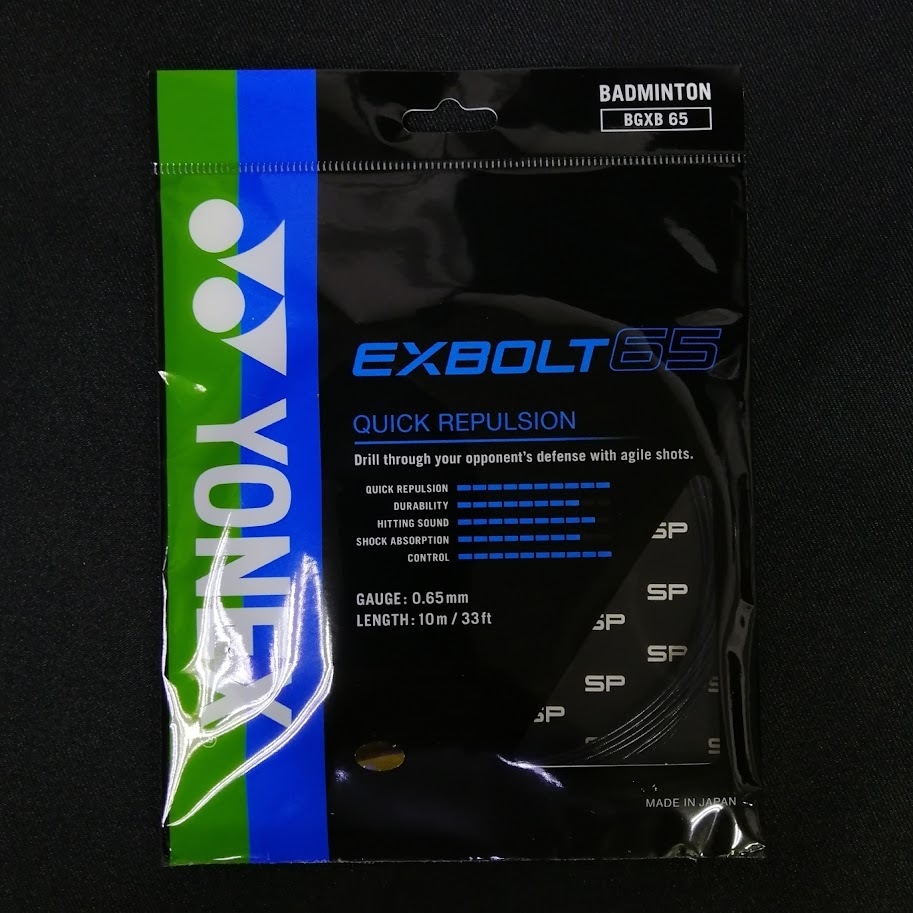 BADMINTON
BGXB 65
YONEX
®
EXBOLT65
QUICK REPULSION
Drill through your opponent's defense with agile shots.
QUICK REPULSION
DURABILITY
HITTING SOUND
SHOCK ABSORPTION
CONTROL
GAUGE: 0.65mm
LENGTH: 10m / 33ft
SP
SP
SP
SP
SP
SP
MADE IN JAPAN